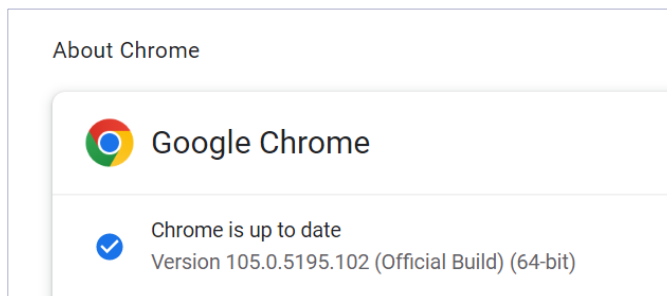 About Chrome
Google Chrome
Chrome is up to date
Version 105.0.5195.102 (Official Build) (64-bit)